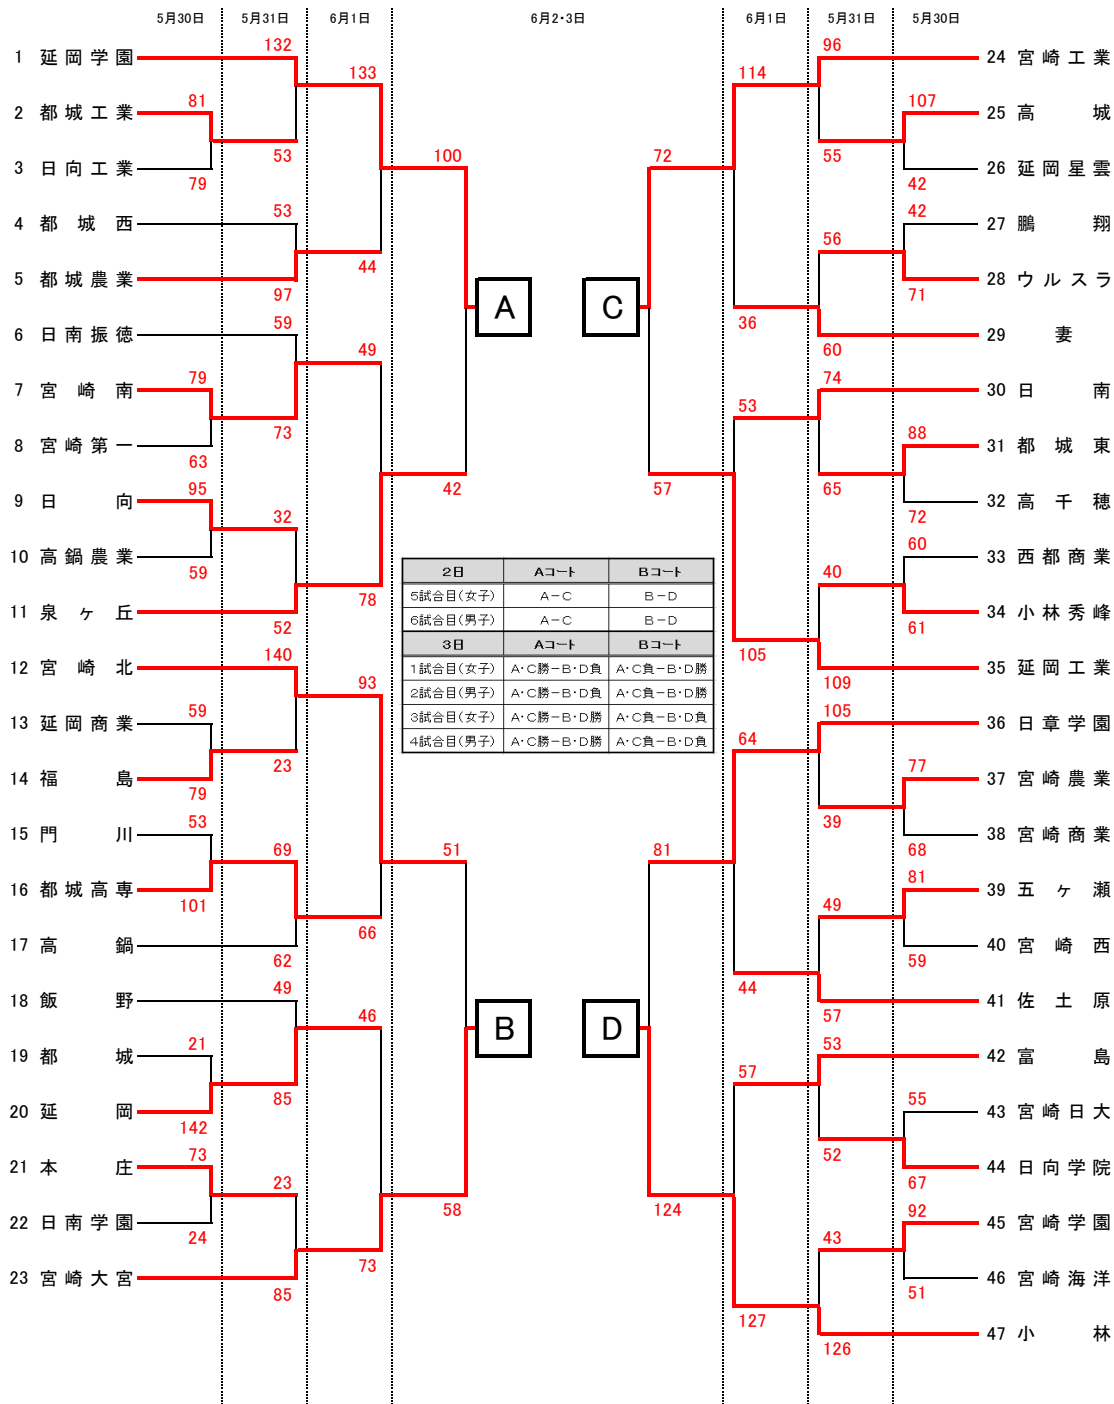 5月30日 5月31日 6月1日 6月2・3日 6月1日 5月31日 5月30日
132 96
1 延岡学園 24 宮崎工業
133 114
81 107
2 都城工業 25 高城
53 100 72 55
3 日向工業 26 延岡星雲
79 42
53 42
4 都城西 27 鵬翔
56
44
5 都城農業 28 ウルスラ
97 71
A C
59 36
6 日南振徳 29 妻
49 60
79 74
7 宮崎南 30 日南
53
73 88
8 宮崎第一 31 都城東
63 65
95 42 57
9 日向 32 高千穂
32 72
60
10 高鍋農業 33 西都商業
59 40
78
11 泉ヶ丘 34 小林秀峰
52 61
140 105
12 宮崎北 35 延岡工業
93 109
59 105
13 延岡商業 36 日章学園
23 64
14 福島 37 宮崎農業
79 77
53 39
15 門川 38 宮崎商業
69 51 81 68
81
16 都城高専 39 五ヶ瀬
101 49
66
17 高鍋 40 宮崎西
62 59
49 44
18 飯野 41 佐土原
46 57
21 53
19 都城 B D 42 富島
57
85 55
20 延岡 43 宮崎日大
142
73 52
21 本庄 44 日向学院
23 67
58 124 92
22 日南学園 45 宮崎学園
24 43
73
23 宮崎大宮 46 宮崎海洋
85 51
127
47 小林
126
2日 Aコート Bコート
5試合目(女子) A-C B-D
6試合目(男子) A-C B-D
3日 Aコート Bコート
1試合目(女子) A・C勝-B・D負 A・C負-B・D勝
2試合目(男子) A・C勝-B・D負 A・C負-B・D勝
3試合目(女子) A・C勝-B・D勝 A・C負-B・D負
4試合目(男子) A・C勝-B・D勝 A・C負-B・D負